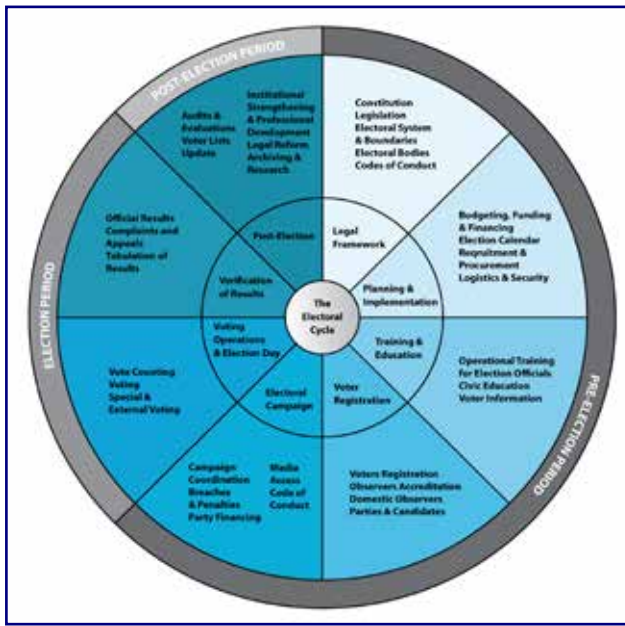 POST-ELECTION PERIOD
ELECTION PERIOD
PRE-ELECTION PERIOD
The
Electoral
Cycle
Legal
Framework
Constitution
Legislation
Electoral System
& Boundaries
Electoral Bodies
Codes of Conduct
Planning &
Implementation
Budgeting, Funding
& Financing
Election Calendar
Reqruitment &
Procurement
Logistics & Security
Training &
Education
Operational Training
for Election Officials
Civic Education
Voter Information
Voter
Registration
Voters Registration
Observers Accreditation
Domestic Observers
Parties & Candidates
Electoral
Campaign
Campaign
Coordination
Breaches
& Penalties
Party Financing
Media
Access
Code of
Conduct
Voting
Operations
& Election Day
Vote Counting
Voting
Special &
External Voting
Verification
of Results
Official Results
Complaints and
Appeals
Tabulation of
Results
Post-Election
Audits &
Evaluations
Voter Lists
Update
Institutional
Strengthening
& Professional
Development
Legal Reform
Archiving &
Research